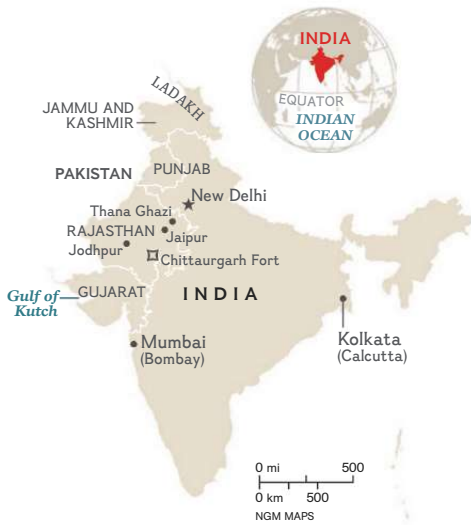 INDIA
EQUATOR
INDIAN
OCEAN
LADAKH
JAMMU AND
KASHMIR
PAKISTAN
PUNJAB
New Delhi
Thana Ghazi
RAJASTHAN
Jaipur
Jodhpur
Chittaurgarh Fort
Gulf of
Kutch
GUJARAT
INDIA
Mumbai
(Bombay)
Kolkata
(Calcutta)
0 mi 500
0 km 500
NGM MAPS